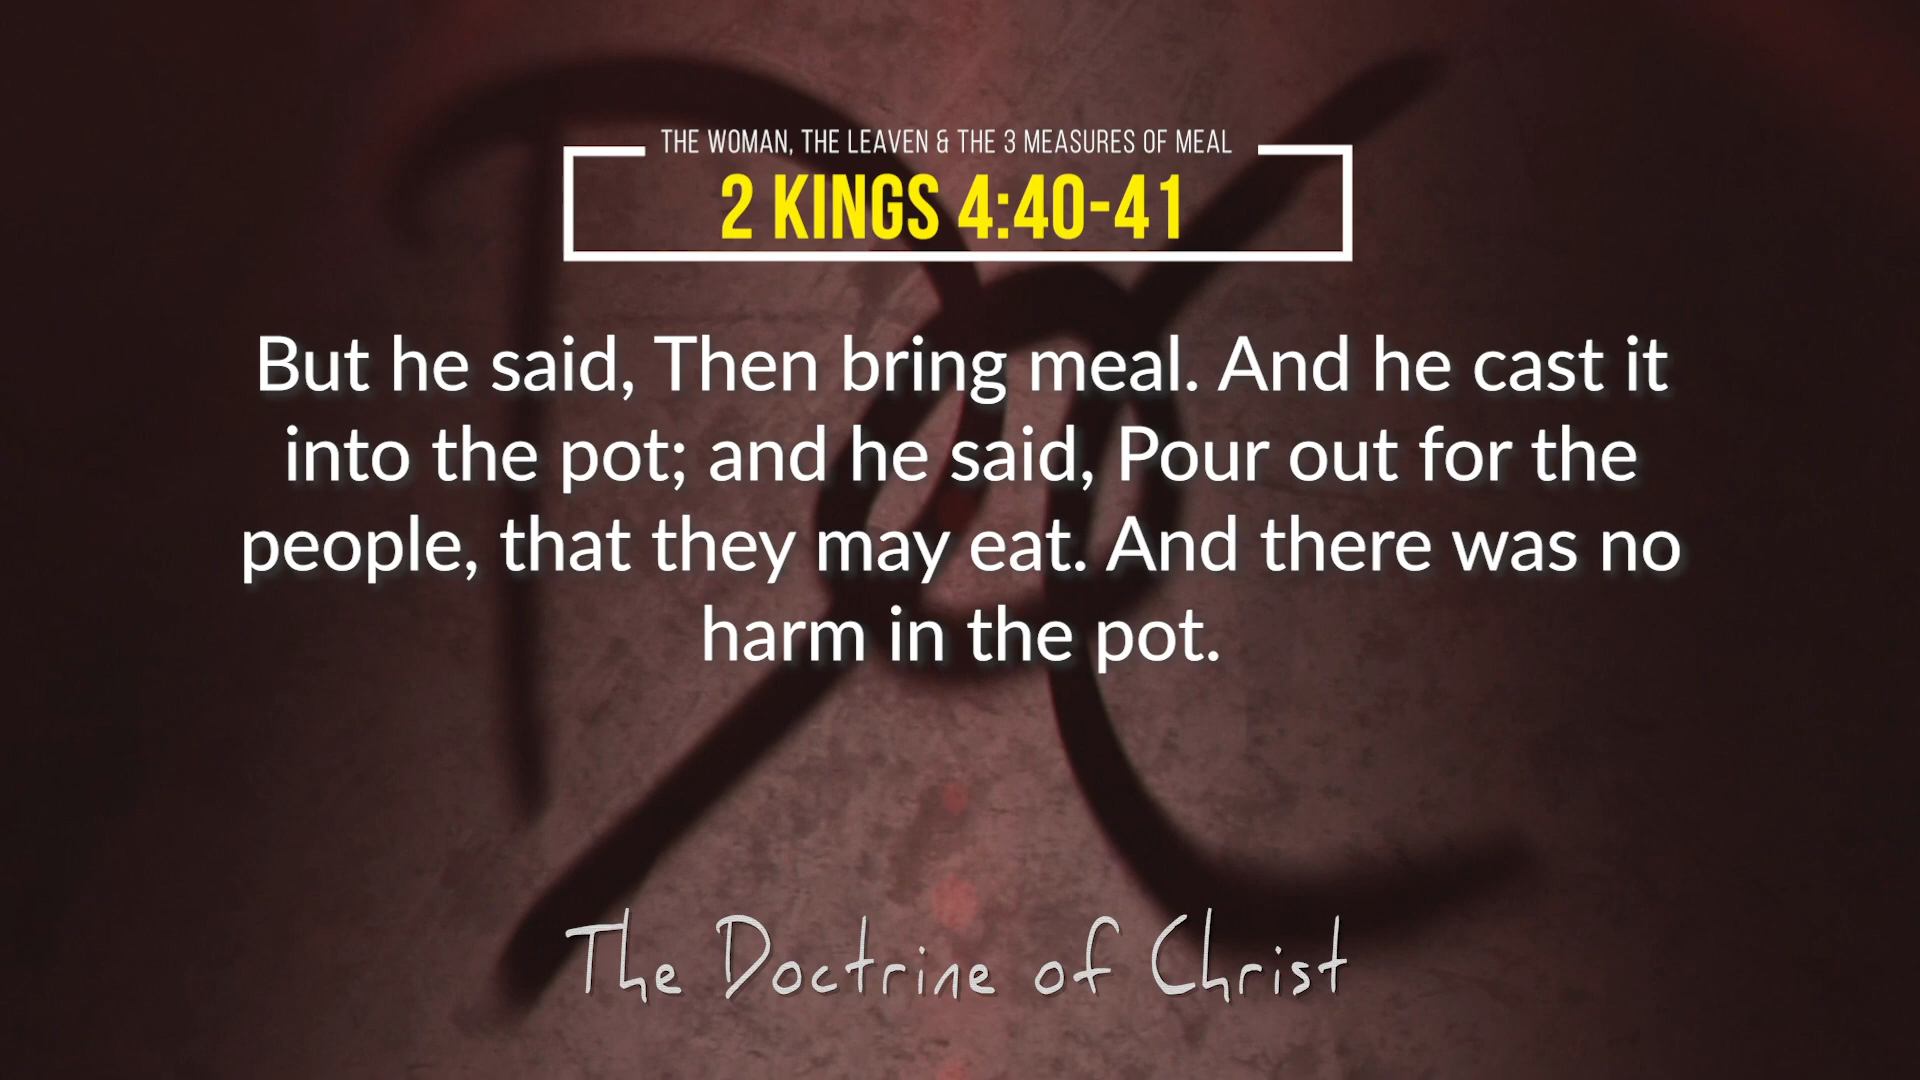 THE WOMAN, THE LEAVEN & THE 3 MEASURES OF MEAL
2 KINGS 4:40-41
But he said, Then bring meal. And he cast it
into the pot; and he said, Pour out for the
people, that they may eat. And there was no
harm in the pot.
The Doctrine of Christ